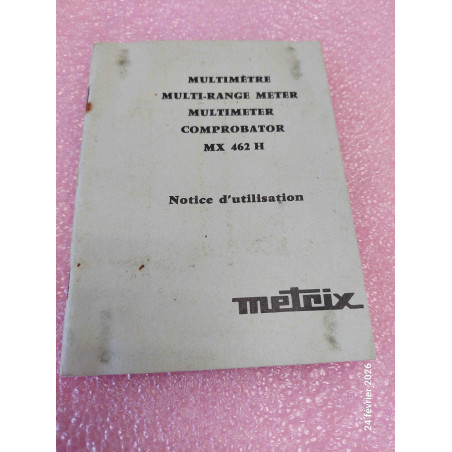 MULTIMÈTRE
MULTI-RANGE METER
MULTIMETER
COMPROBATOR
MX 462 H
Notice d'utilisation
metrix
24 février 2026